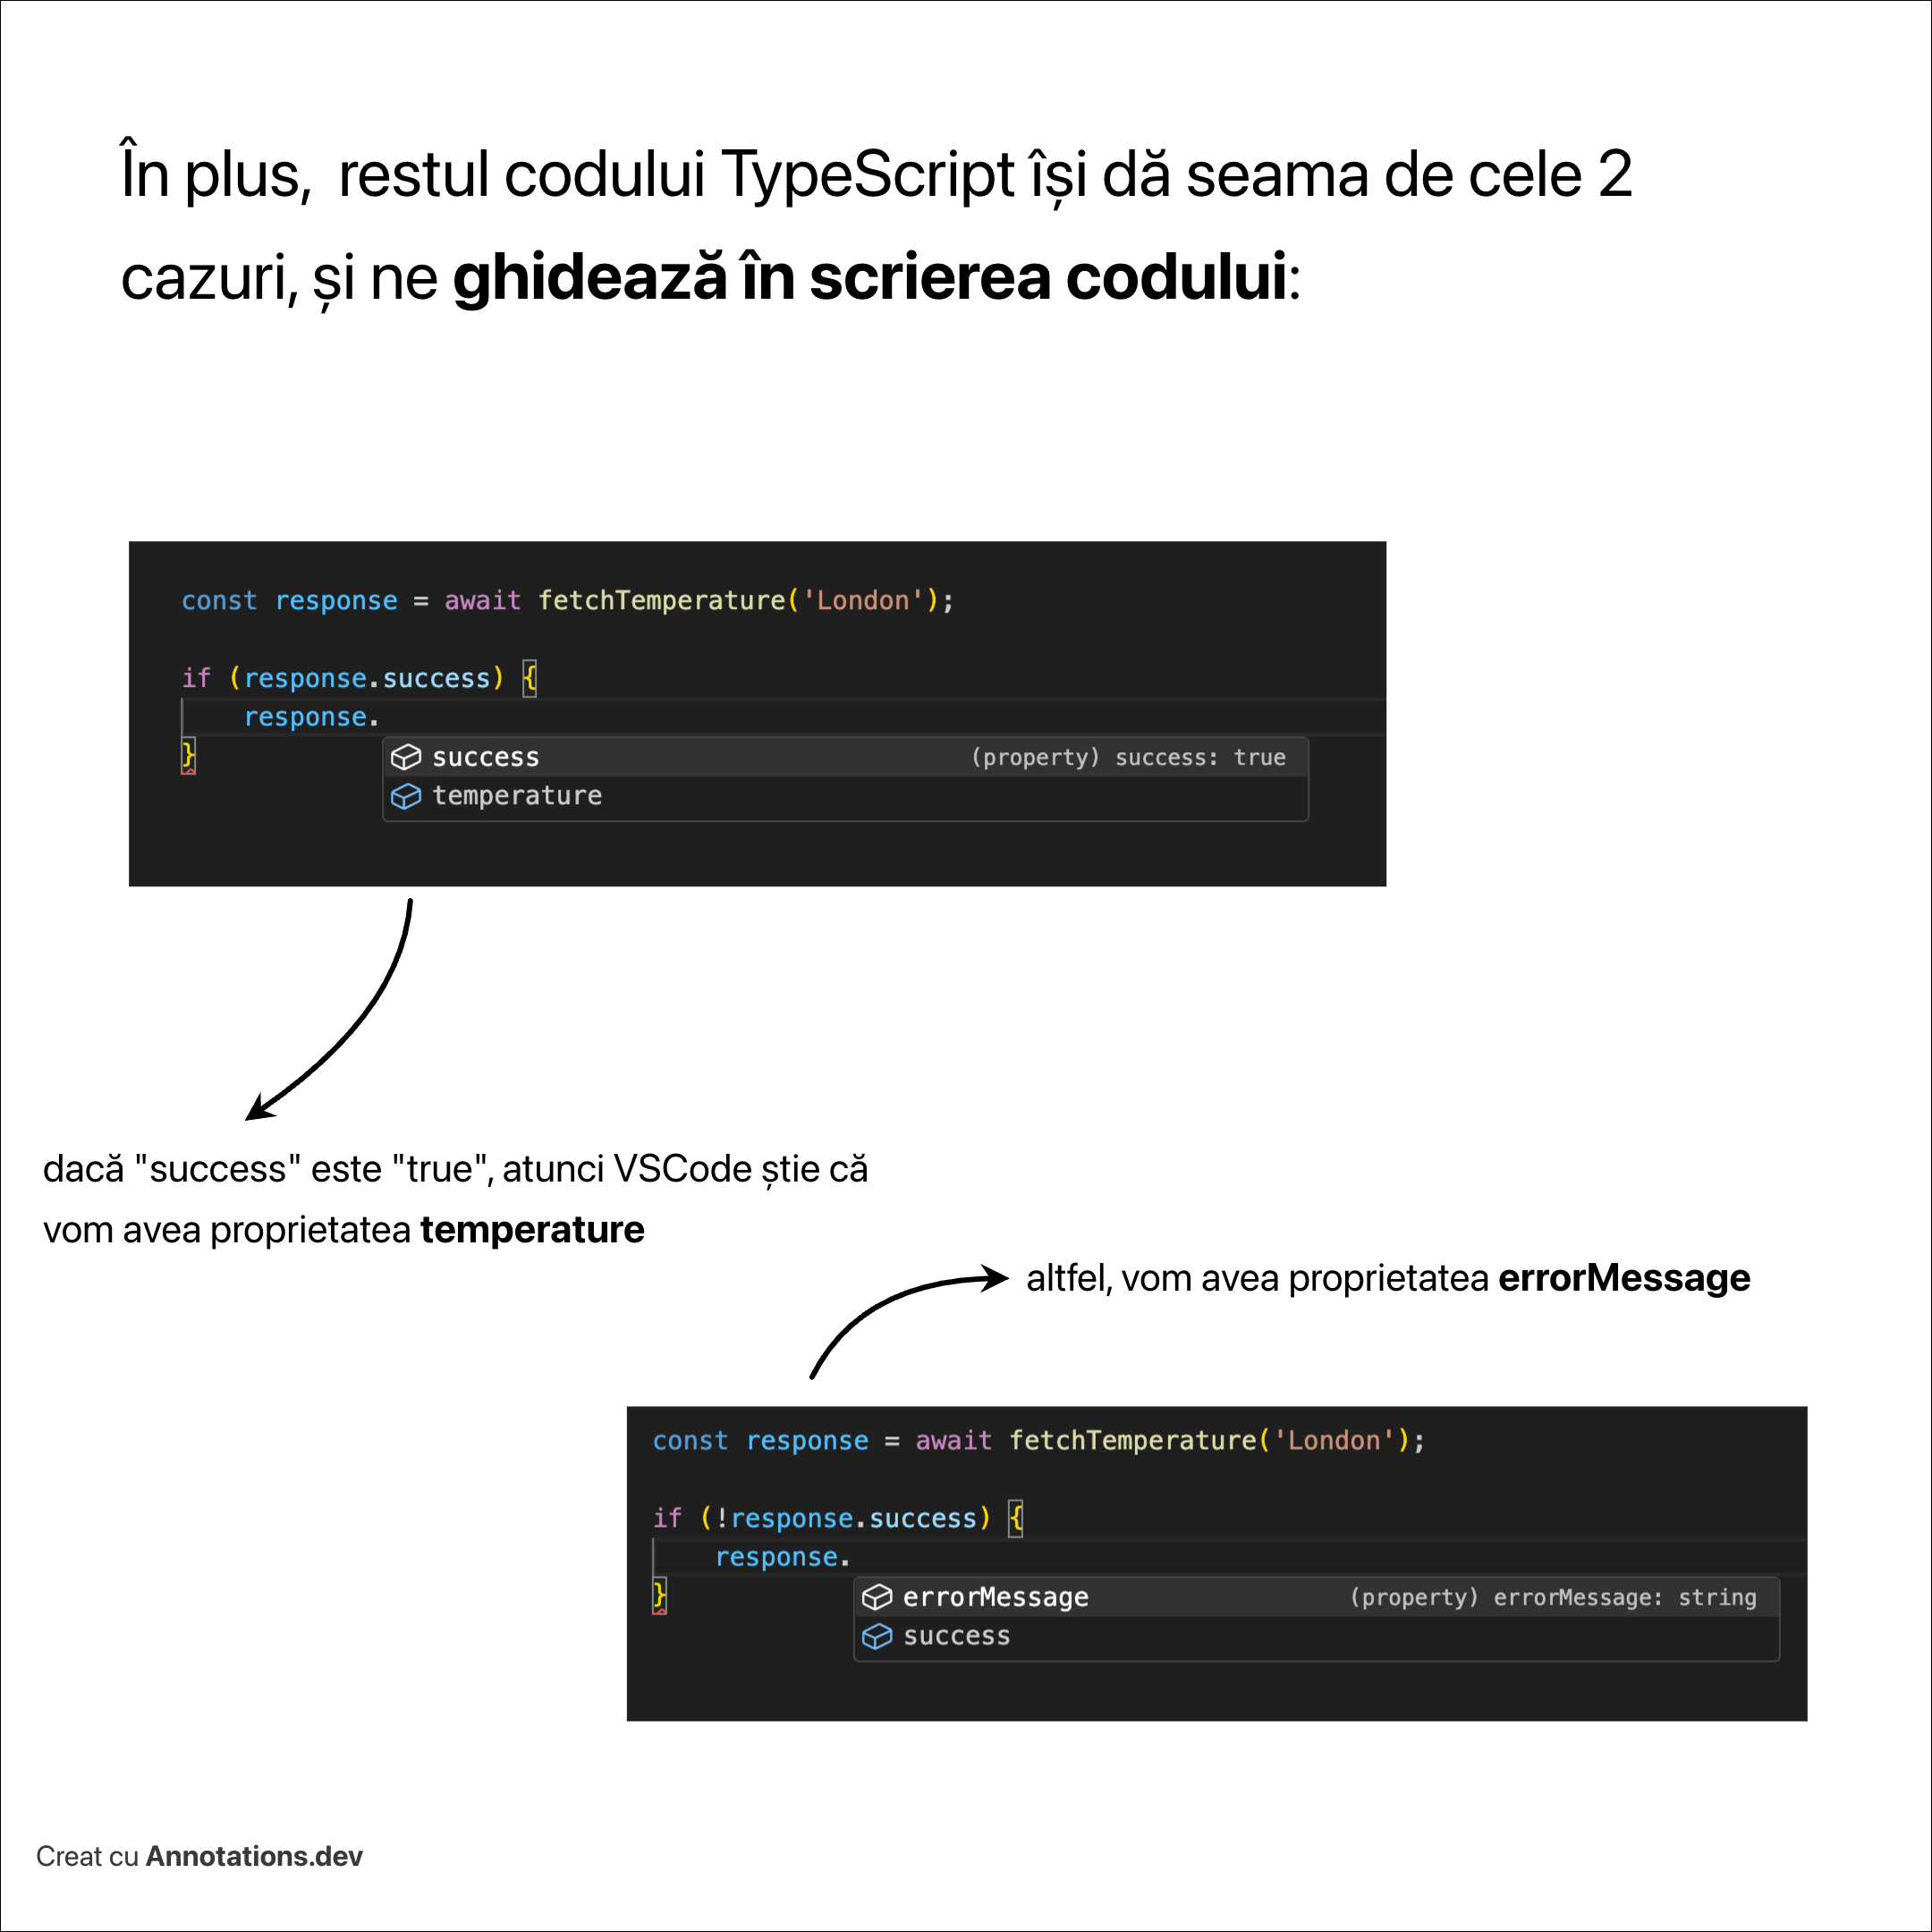 În plus,  restul codului TypeScript își dă seama de cele 2
cazuri, și ne ghidează în scrierea codului:
const response = await fetchTemperature('London');
if (response.success) {
response.
}
success (property) success: true
temperature
dacă "success" este "true", atunci VSCode știe că
vom avea proprietatea temperature
altfel, vom avea proprietatea errorMessage
const response = await fetchTemperature('London');
if (!response.success) {
response.
}
errorMessage (property) errorMessage: string
success
Creat cu Annotations.dev